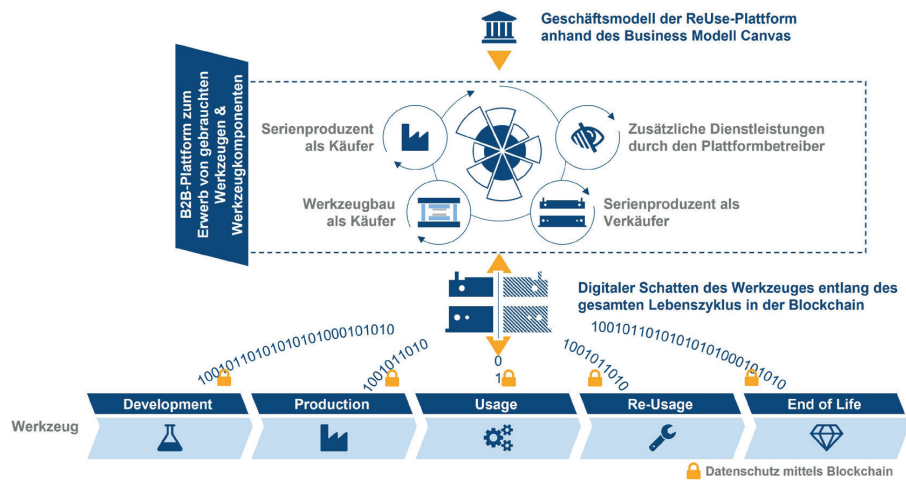 Geschäftsmodell der ReUse-Plattform
anhand des Business Modell Canvas
B2B-Plattform zum
Erwerb von gebrauchten
Werkzeugen &
Werkzeugkomponenten
Serienproduzent
als Käufer
Zusätzliche Dienstleistungen
durch den Plattformbetreiber
Werkzeugbau
als Käufer
Serienproduzent als
Verkäufer
Digitaler Schatten des Werkzeuges entlang des
gesamten Lebenszyklus in der Blockchain
10010110101010101000101010
1001011010
0
1
1001011010
10010110101010101000101010
Development
Production
Usage
Re-Usage
End of Life
Werkzeug
Datenschutz mittels Blockchain